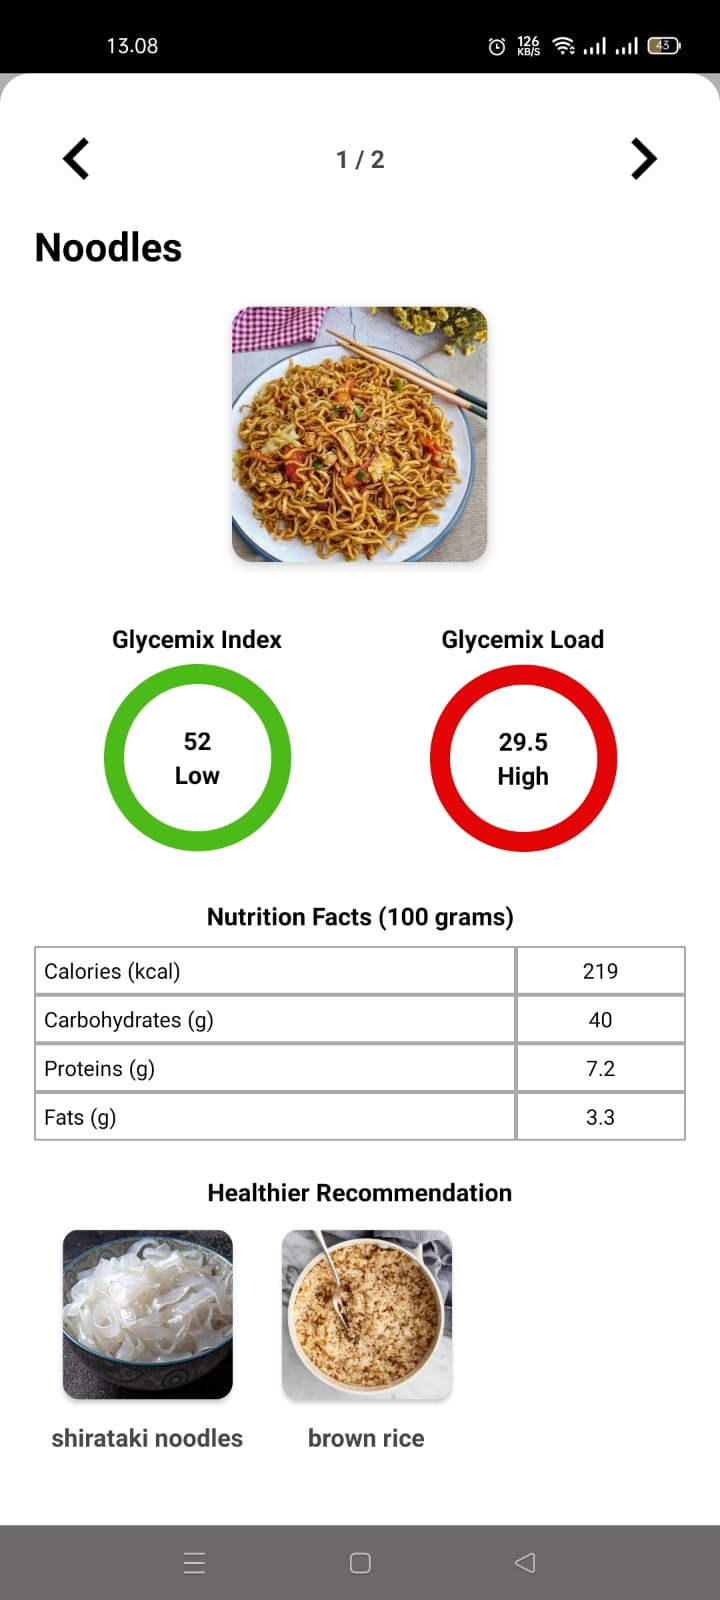 13.08
126
KB/S
43
1 / 2
Noodles
Glycemix Index
Glycemix Load
52
Low
29.5
High
Nutrition Facts (100 grams)
Calories (kcal) 219
Carbohydrates (g) 40
Proteins (g) 7.2
Fats (g) 3.3
Healthier Recommendation
shirataki noodles
brown rice